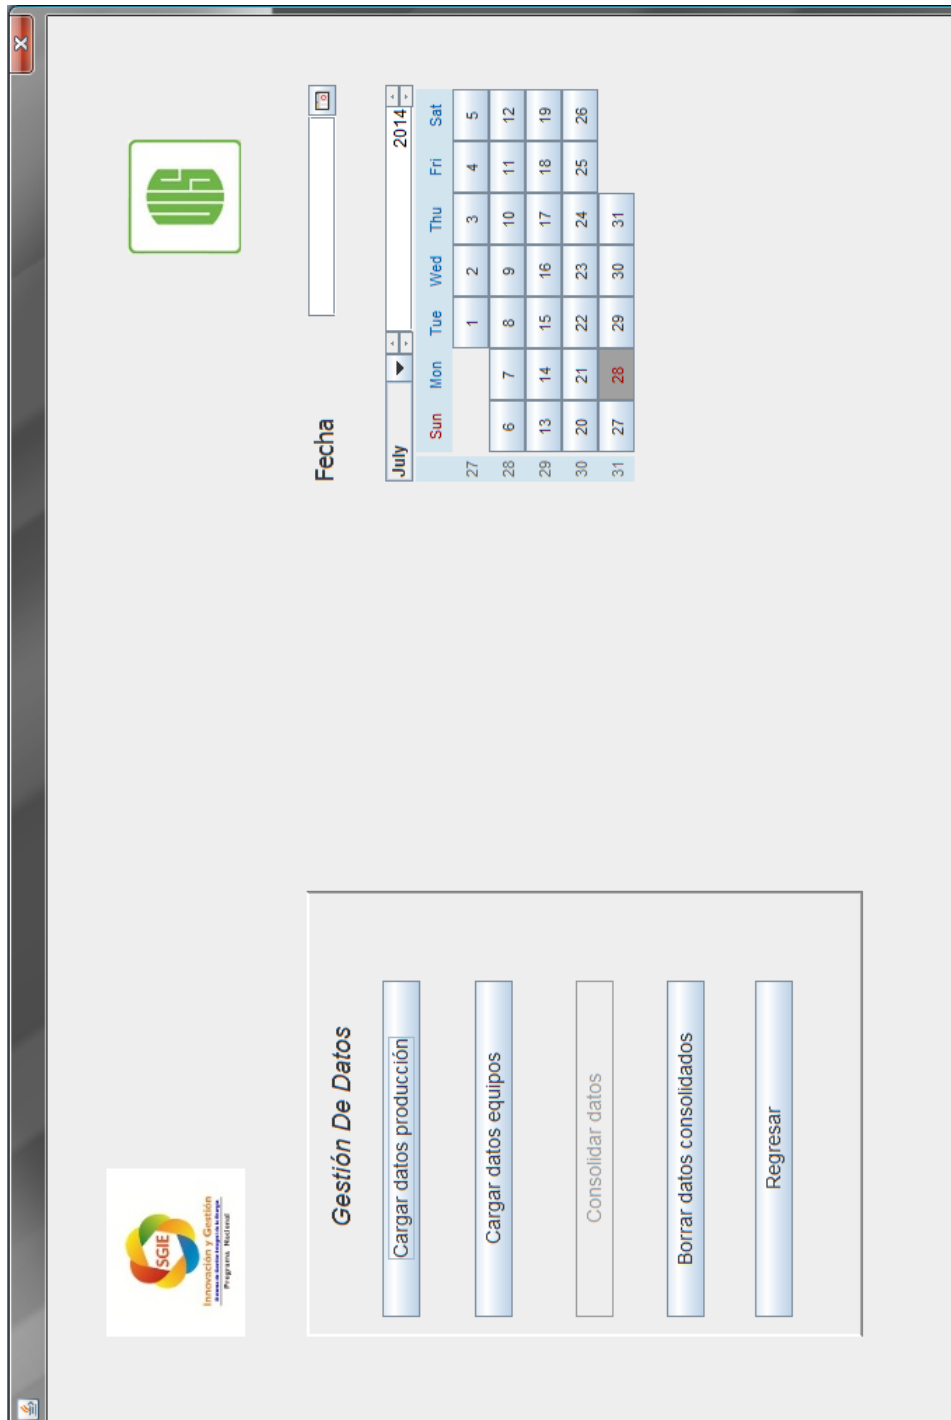 SGIE
Innovación y Gestión
Programa Nacional
UIS
Gestión De Datos
Cargar datos producción
Cargar datos equipos
Consolidar datos
Borrar datos consolidados
Regresar
Fecha
July 2014
Sun Mon Tue Wed Thu Fri Sat
27 1 2 3 4 5
28 6 7 8 9 10 11 12
29 13 14 15 16 17 18 19
30 20 21 22 23 24 25 26
31 27 28 29 30 31